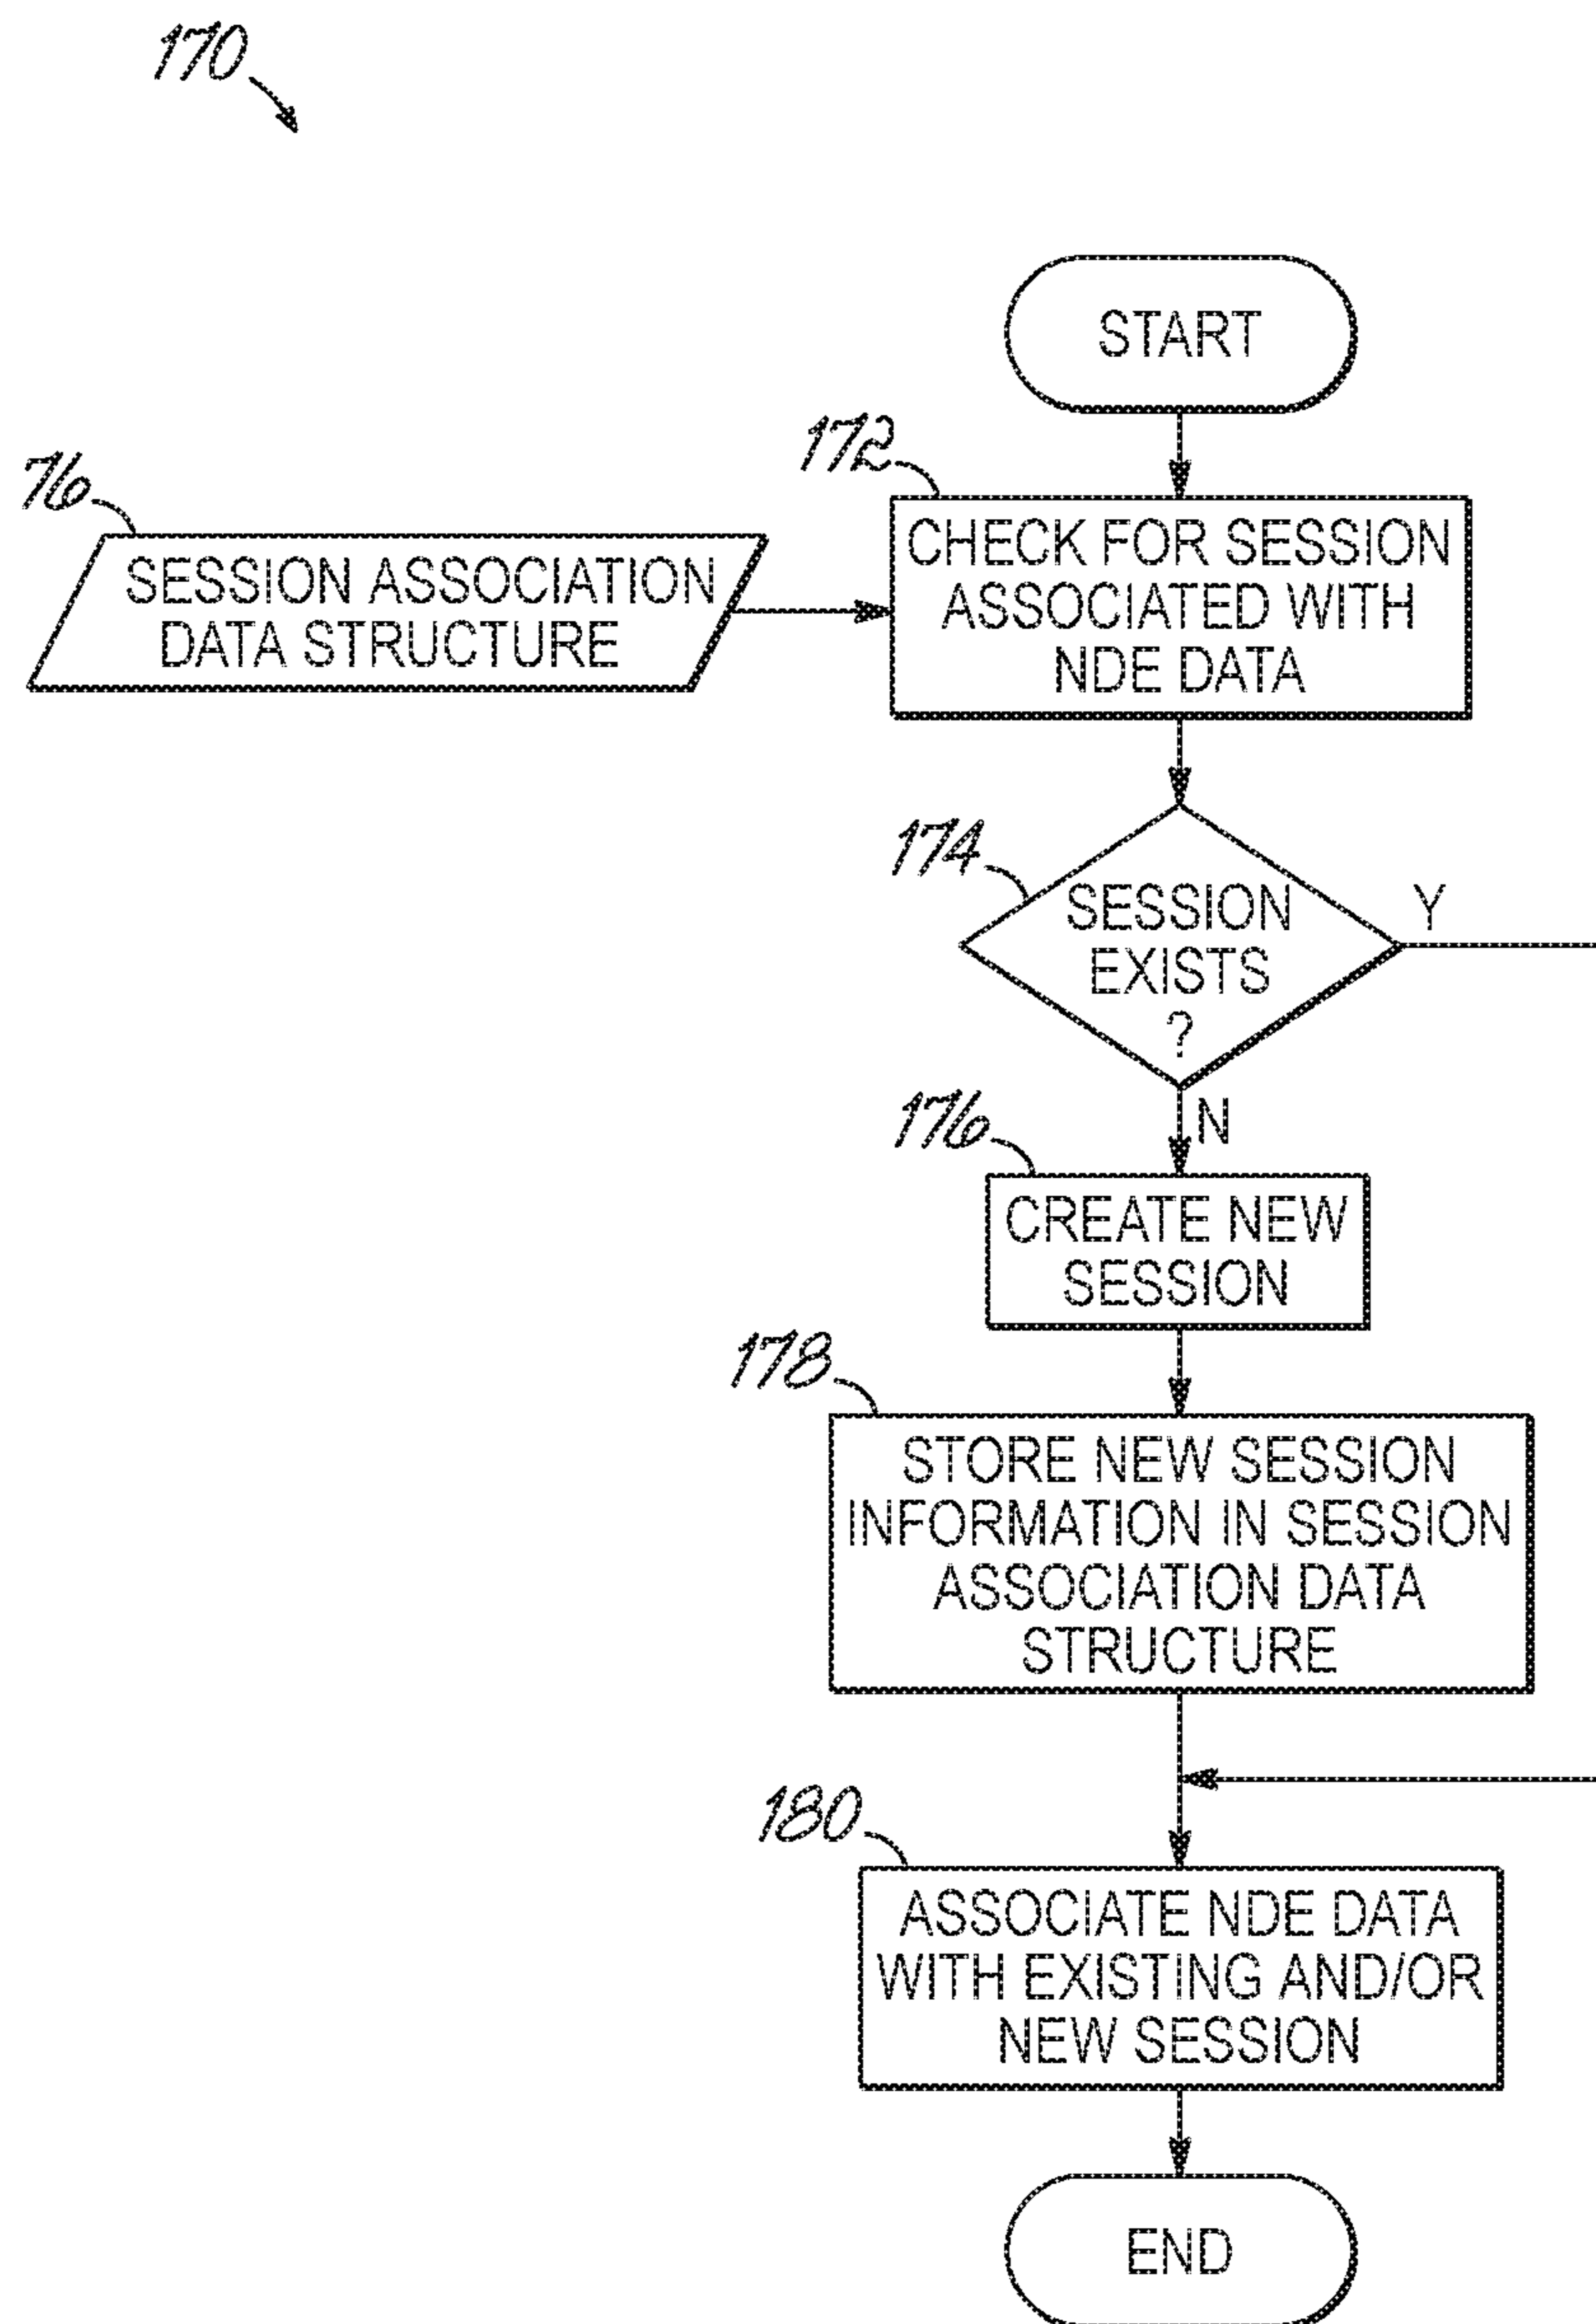 170
START
172
76
SESSION ASSOCIATION
DATA STRUCTURE
CHECK FOR SESSION
ASSOCIATED WITH
NDE DATA
174
SESSION
EXISTS
?
Y
N
176
CREATE NEW
SESSION
178
STORE NEW SESSION
INFORMATION IN SESSION
ASSOCIATION DATA
STRUCTURE
180
ASSOCIATE NDE DATA
WITH EXISTING AND/OR
NEW SESSION
END